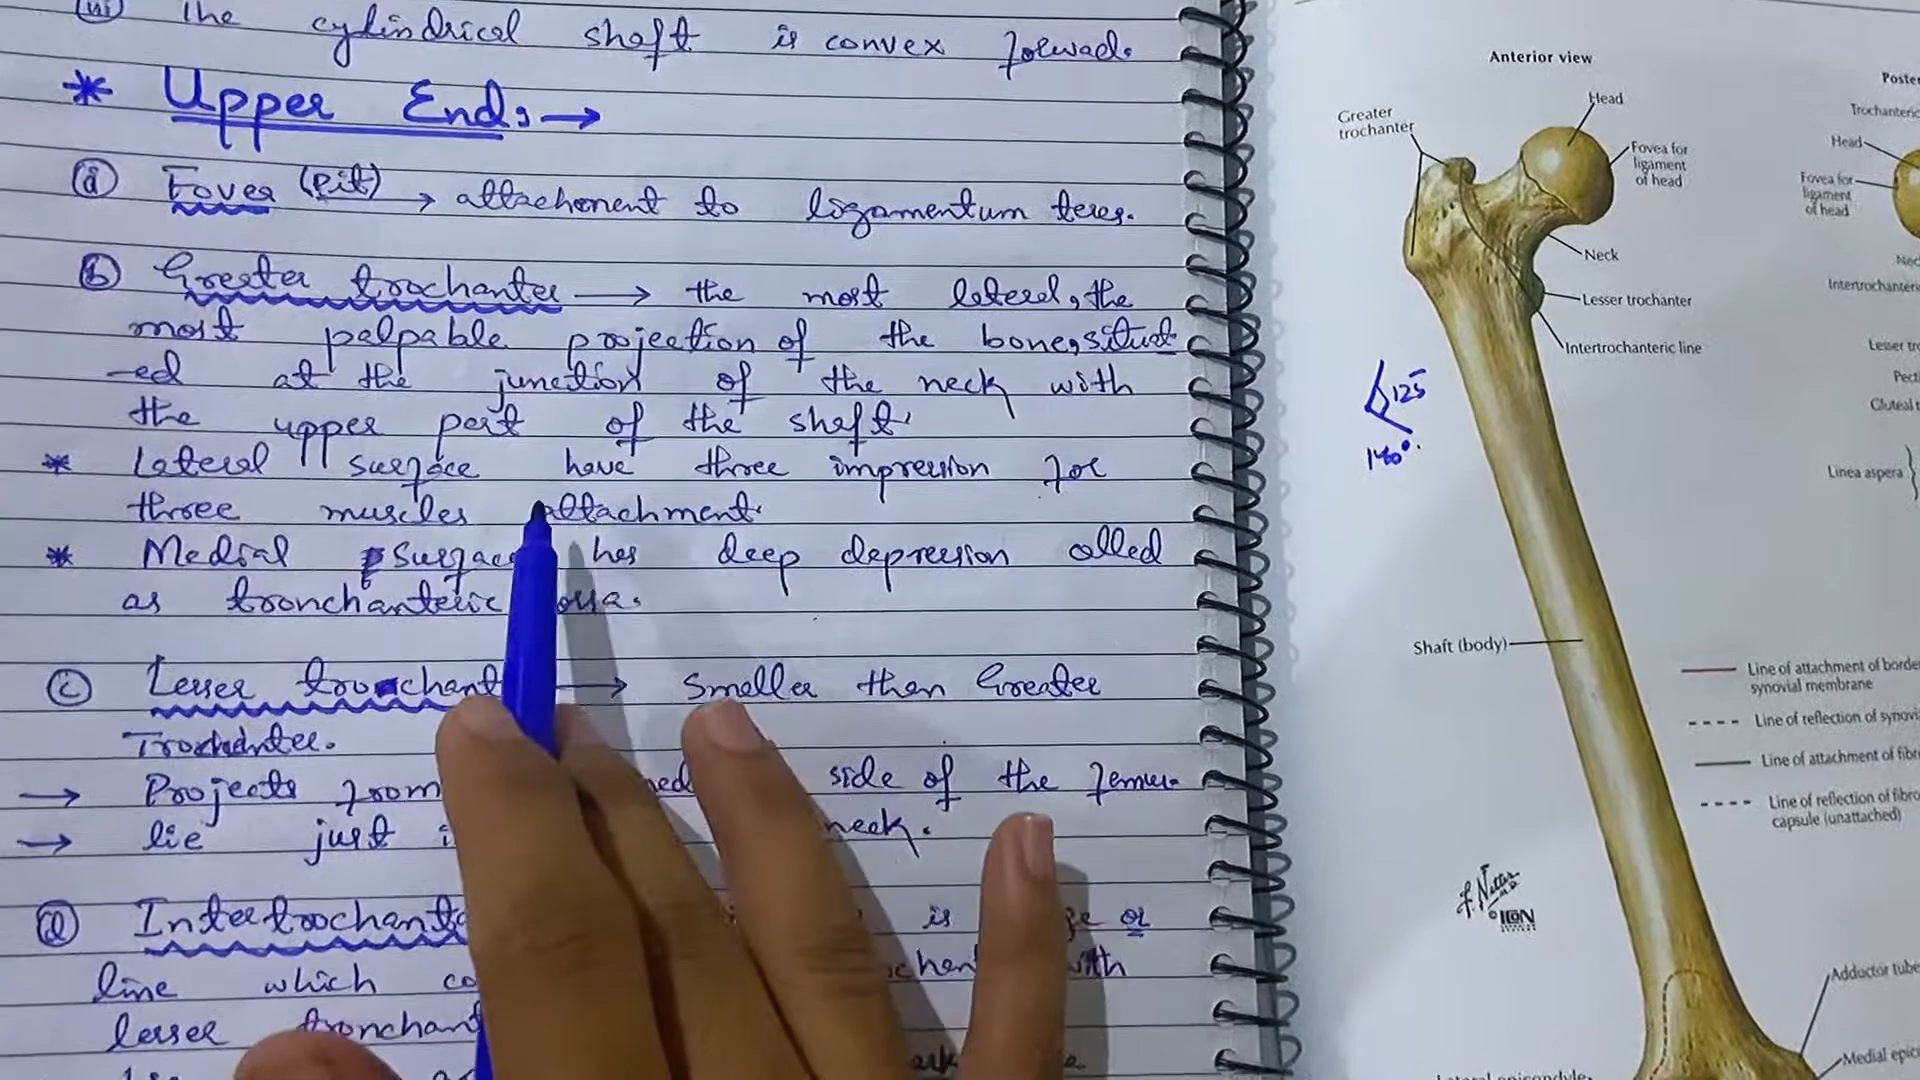 (iii) The cylindrical shaft is convex forward.
* Upper End:→
(a) Fovea (Pit) → attachment to ligamentum teres.
(b) Greater trochanter → the most lateral, the
most palpable projection of the bone, situat
-ed at the junction of the neck with
the upper part of the shaft.
* Lateral surface have three impression for
three muscles attachment.
* Medial surface has deep depression called
as tronchanteric
(c) Lesser → smaller then Greater
Trochanter.
→ Projects from side of the femur.
→ lie just neck.
(d) is or
line which with
lesser
Anterior view
Head
Greater
trochanter
Fovea for
ligament
of head
Neck
Lesser trochanter
Intertrochanteric line
125
140°.
Shaft (body)
Line of attachment of
synovial membrane
Line of reflection of
Line of attachment of
Line of reflection of
capsule (unattached)
F. Netter
M.D.
©ICON
Adductor
Medial
Head
Fovea for
ligament
of head
Linea aspera